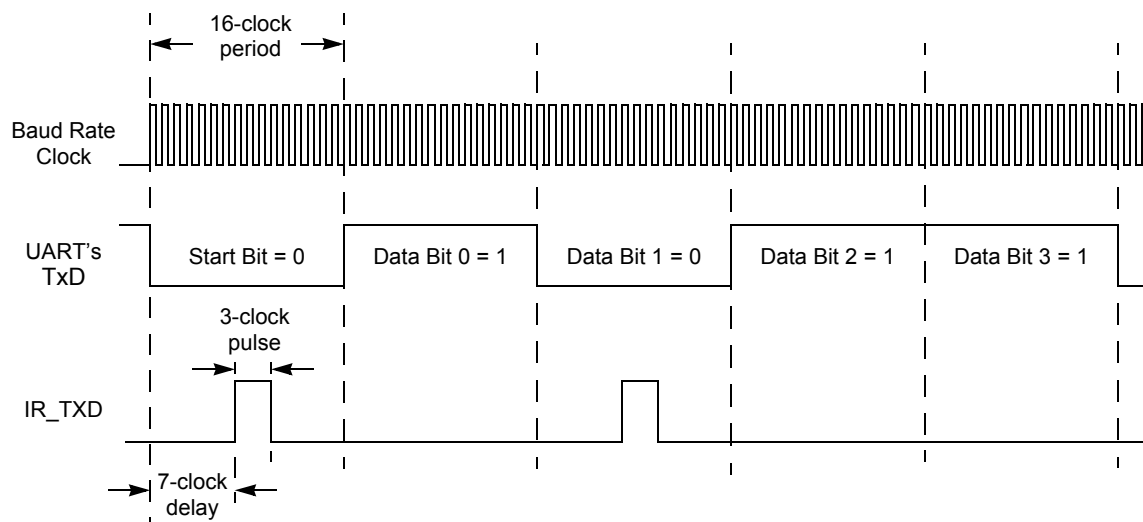 16-clock
period
Baud Rate
Clock
UART's
TxD
Start Bit = 0
Data Bit 0 = 1
Data Bit 1 = 0
Data Bit 2 = 1
Data Bit 3 = 1
3-clock
pulse
IR_TXD
7-clock
delay